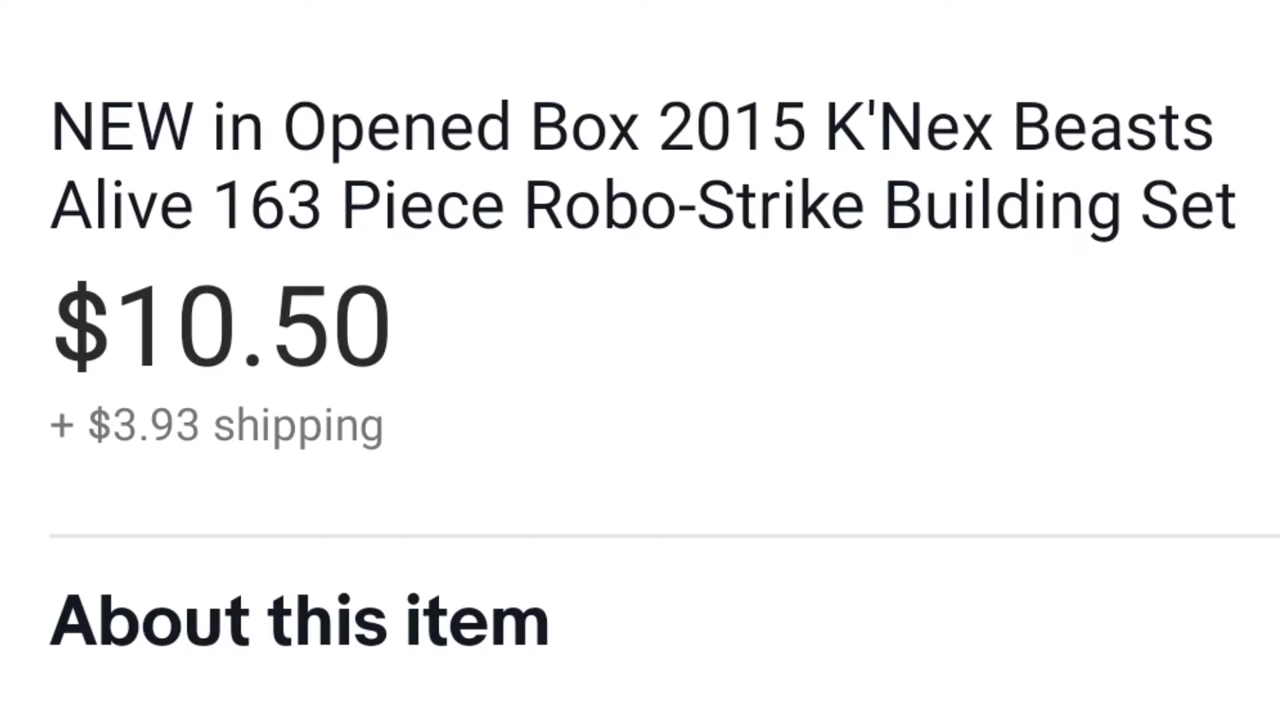 NEW in Opened Box 2015 K'Nex Beasts
Alive 163 Piece Robo-Strike Building Set
$10.50
+ $3.93 shipping
About this item